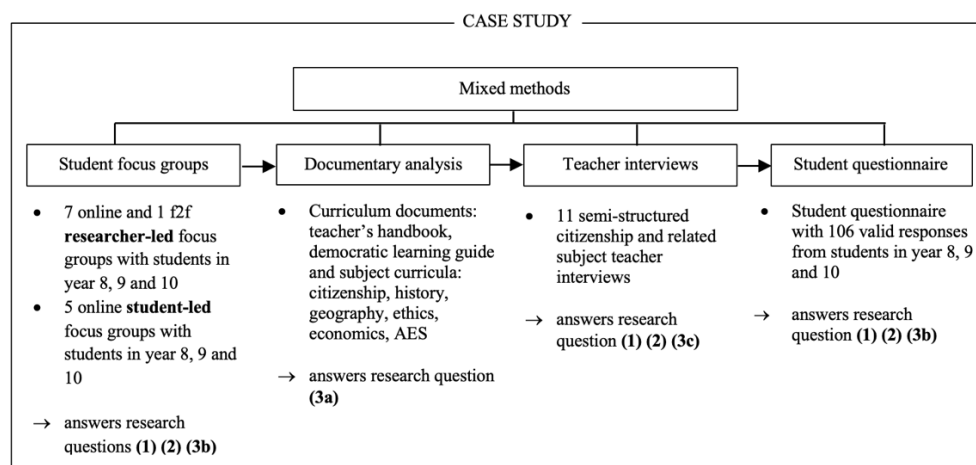 CASE STUDY
Mixed methods
Student focus groups
• 7 online and 1 f2f
researcher-led focus
groups with students in
year 8, 9 and 10
• 5 online student-led
focus groups with
students in year 8, 9 and
10
→ answers research
questions (1) (2) (3b)
Documentary analysis
• Curriculum documents:
teacher's handbook,
democratic learning guide
and subject curricula:
citizenship, history,
geography, ethics,
economics, AES
→ answers research question
(3a)
Teacher interviews
• 11 semi-structured
citizenship and related
subject teacher
interviews
→ answers research
question (1) (2) (3c)
Student questionnaire
• Student questionnaire
with 106 valid responses
from students in year 8, 9
and 10
→ answers research
question (1) (2) (3b)